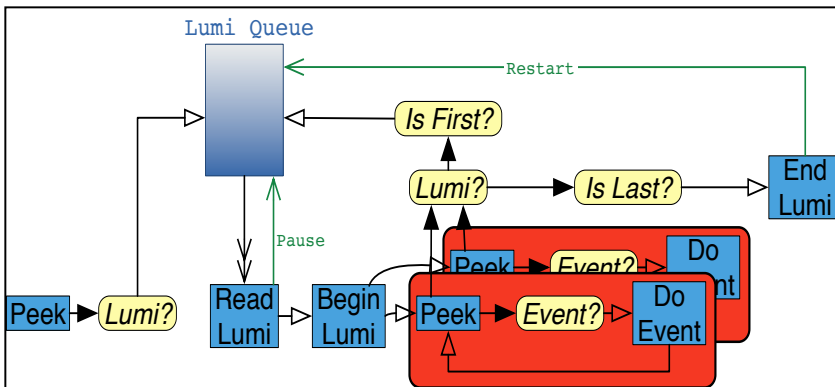 Lumi Queue
Restart
Is First?
Lumi?
Is Last?
End
Lumi
Pause
Peek
Event?
Do
Peek
Lumi?
Read
Lumi
Begin
Lumi
Peek
Event?
Do
Event